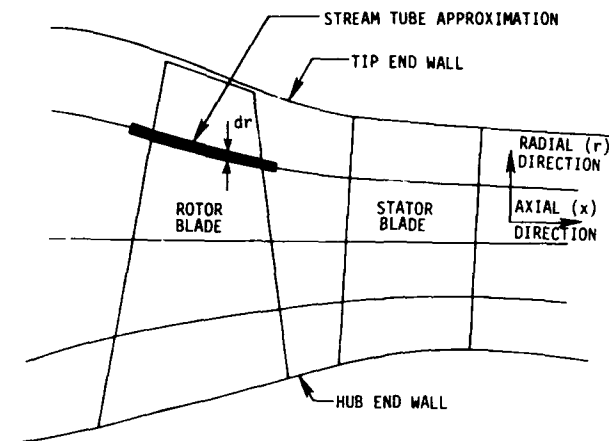 STREAM TUBE APPROXIMATION
TIP END WALL
dr
RADIAL (r)
DIRECTION
AXIAL (x)
DIRECTION
ROTOR
BLADE
STATOR
BLADE
HUB END WALL